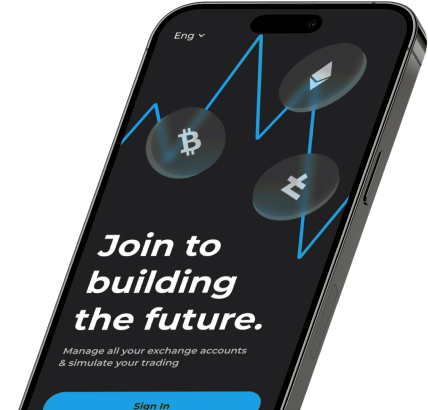 Eng
Join to
building
the future.
Manage all your exchange accounts
& simulate your trading
Sign In